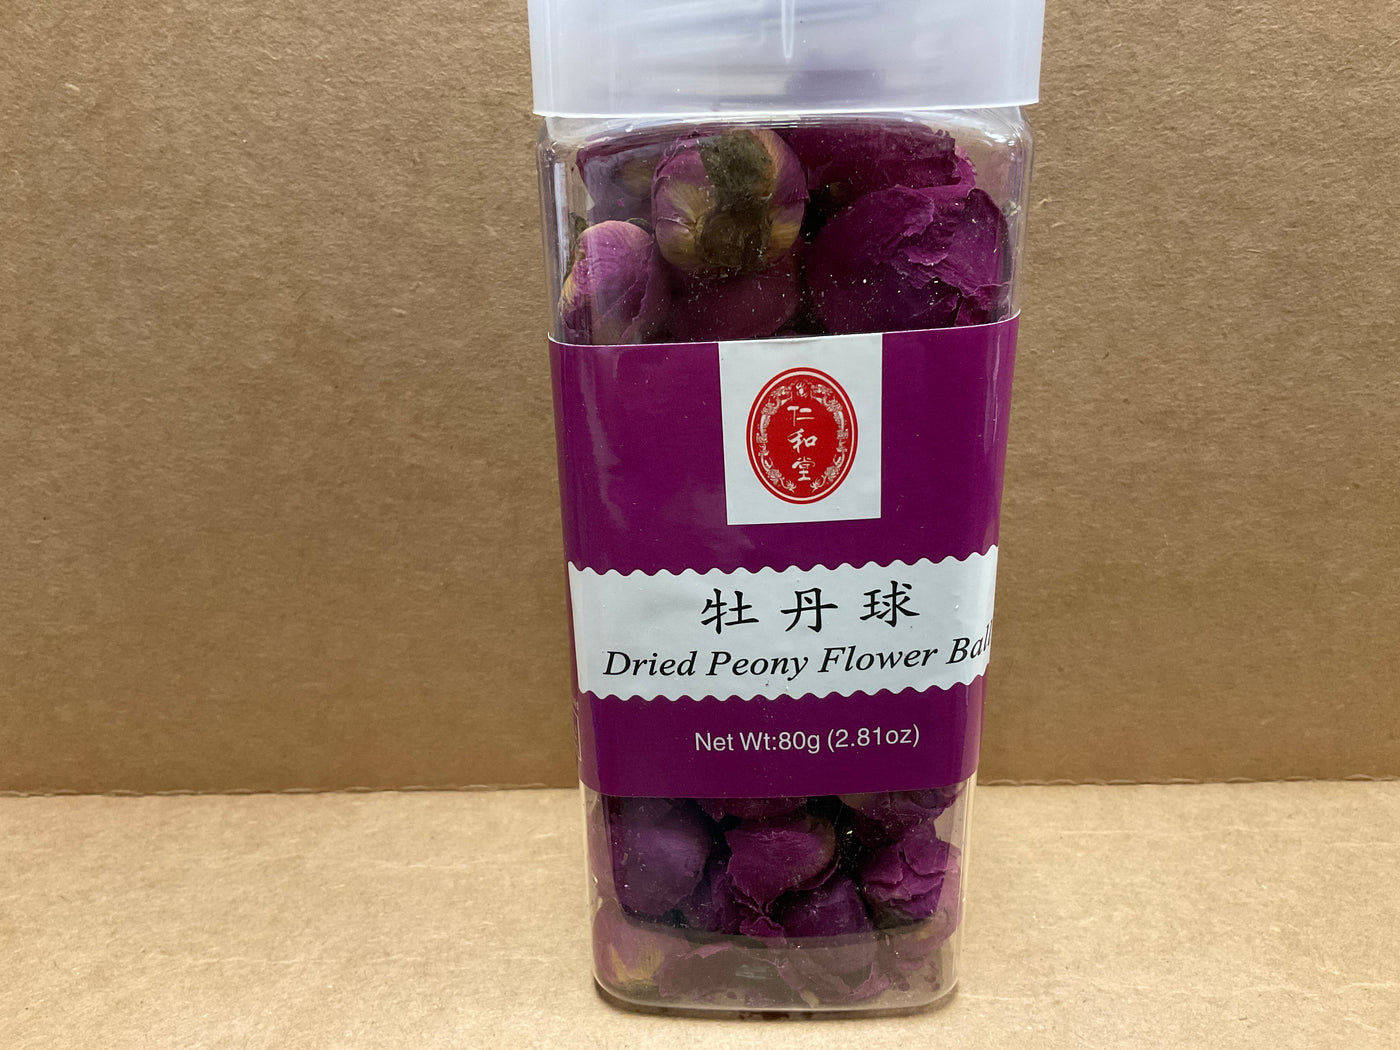 仁和堂
牡丹球
Dried Peony Flower Ball
Net Wt:80g (2.81oz)